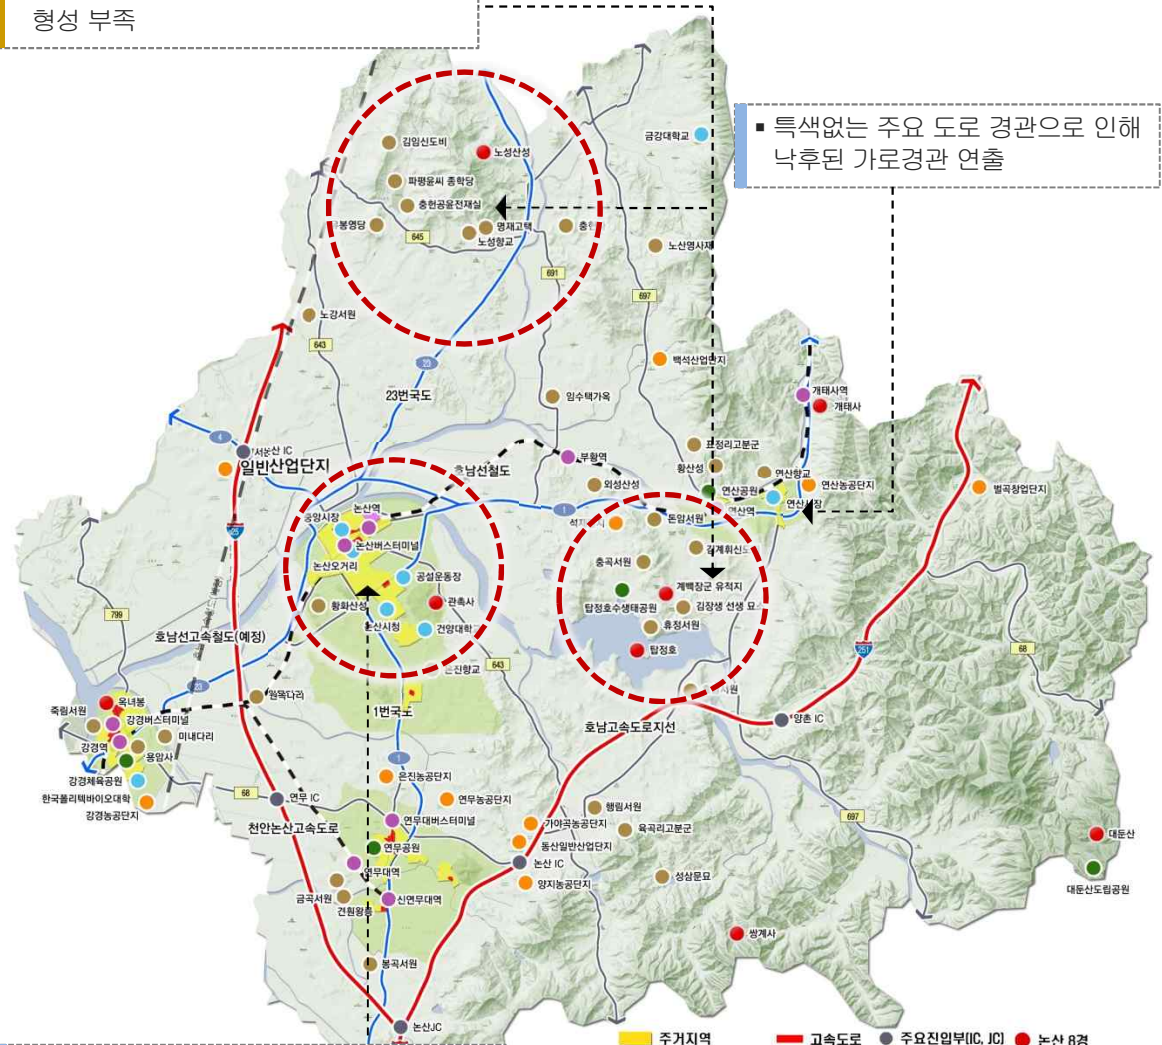 형성 부족
▪ 특색없는 주요 도로 경관으로 인해
낙후된 가로경관 연출
금강대학교
김임신도비
노성산성
파평윤씨 종학당
충헌공윤전재실
봉영당
명재고택
노성향교
충헌
645
노산영사재
691
697
노강서원
643
23
백석산업단지
23번국도
임수택가옥
개태사역
개태사
4
서논산 IC
일반산업단지
호남선철도
부황역
표정리고분군
황산성
외성산성
연산공원
연산향교
연산농공단지
연산역
연산시장
벌곡창업단지
1
논산역
중앙시장
논산버스터미널
논산오거리
돈암서원
25
공설운동장
충곡서원
계백장군 유적지
탑정호수생태공원
김장생 선생 묘소
황화산성
관촉사
논산시청
건양대학
휴정서원
탑정호
799
호남선고속철도(예정)
643
251
68
23
원목다리
1번국도
호남고속도로지선
양촌 IC
옥녀봉
죽림서원
강경버스터미널
강경역
미내다리
용암사
강경체육공원
한국폴리텍바이오대학
강경농공단지
1
은진농공단지
연무농공단지
68
연무 IC
천안논산고속도로
연무대버스터미널
행림서원
가야곡농공단지
육곡리고분군
697
대둔산
연무공원
동산일반산업단지
연무대역
논산 IC
양지농공단지
대둔산도립공원
금곡서원
견훤왕릉
신연무대역
성삼문묘
쌍계사
봉곡서원
논산JC
주거지역
고속도로
주요진입부(IC, JC)
논산 8경